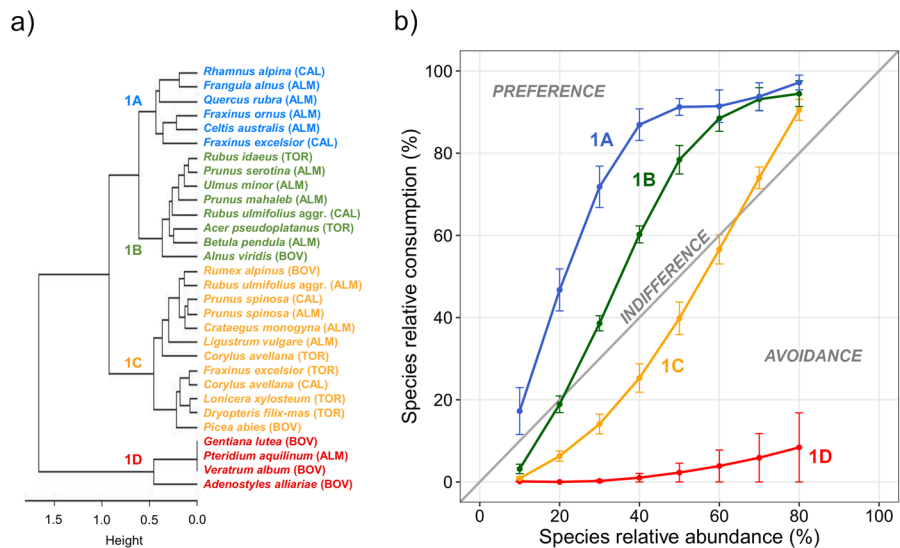 a)
Rhamnus alpina (CAL)
Frangula alnus (ALM)
1A
Quercus rubra (ALM)
Fraxinus ornus (ALM)
Celtis australis (ALM)
Fraxinus excelsior (CAL)
Rubus idaeus (TOR)
Prunus serotina (ALM)
Ulmus minor (ALM)
Prunus mahaleb (ALM)
Rubus ulmifolius aggr. (CAL)
Acer pseudoplatanus (TOR)
Betula pendula (ALM)
1B
Alnus viridis (BOV)
Rumex alpinus (BOV)
Rubus ulmifolius aggr. (ALM)
Prunus spinosa (CAL)
Prunus spinosa (ALM)
Crataegus monogyna (ALM)
Ligustrum vulgare (ALM)
Corylus avellana (TOR)
1C
Fraxinus excelsior (TOR)
Corylus avellana (CAL)
Lonicera xylosteum (TOR)
Dryopteris filix-mas (TOR)
Picea abies (BOV)
Gentiana lutea (BOV)
1D
Pteridium aquilinum (ALM)
Veratrum album (BOV)
Adenostyles alliariae (BOV)
1.5
1.0
0.5
0.0
Height
b)
Species relative consumption (%)
100
80
60
40
20
0
PREFERENCE
1A
1B
INDIFFERENCE
1C
AVOIDANCE
1D
0
20
40
60
80
100
Species relative abundance (%)